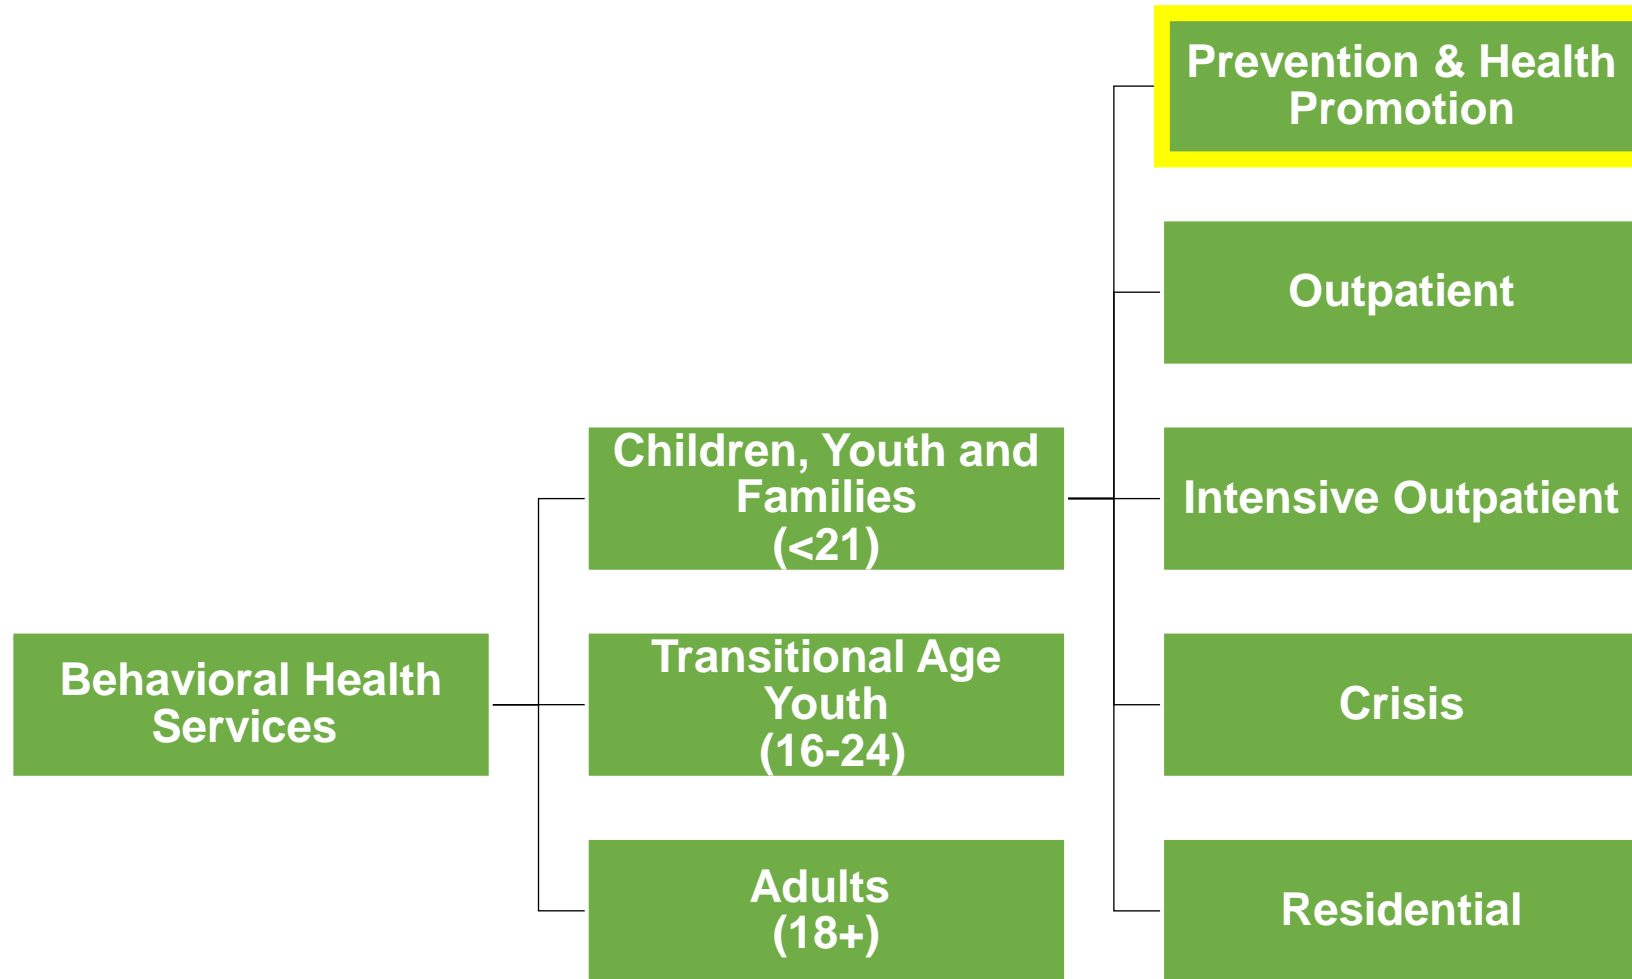 Prevention & Health
Promotion
Outpatient
Children, Youth and
Families
(<21)
Intensive Outpatient
Behavioral Health
Services
Transitional Age
Youth
(16-24)
Crisis
Adults
(18+)
Residential